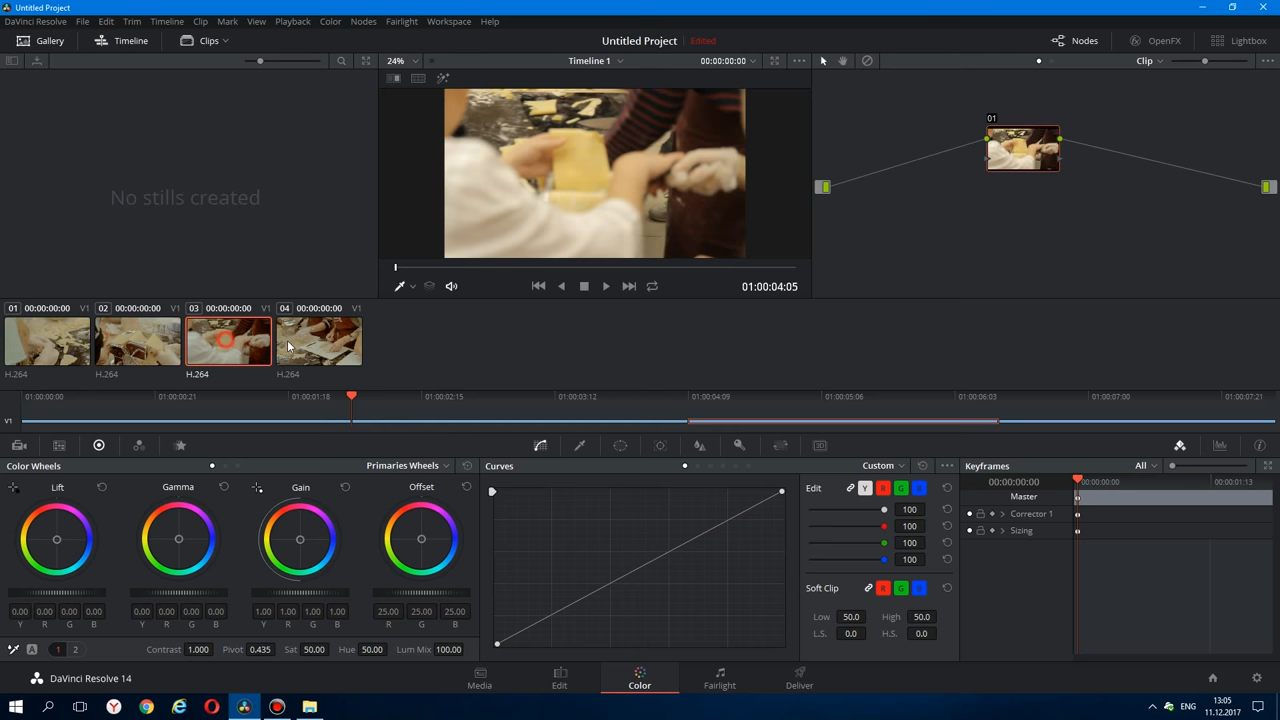 Untitled Project
DaVinci Resolve File Edit Trim Timeline Clip Mark View Playback Color Nodes Fairlight Workspace Help
Gallery Timeline Clips Untitled Project Edited Nodes OpenFX Lightbox
24% Timeline 1 00:00:00:00 Clip
01
No stills created
01:00:04:05
01 00:00:00:00 V1 02 00:00:00:00 V1 03 00:00:00:00 V1 04 00:00:00:00 V1
H.264 H.264 H.264 H.264
01:00:00:00 01:00:00:21 01:00:01:18 01:00:02:15 01:00:03:12 01:00:04:09 01:00:05:06 01:00:06:03 01:00:07:00 01:00:07:21
V1
Color Wheels Primaries Wheels Curves Custom Keyframes All
Lift Gamma Gain Offset Edit Y R G B 00:00:00:00 00:00:00:00 00:00:01:13
Master
100 Corrector 1
100 Sizing
100
100
Soft Clip R G B
0.00 0.00 0.00 0.00 0.00 0.00 0.00 0.00 1.00 1.00 1.00 1.00 25.00 25.00 25.00 Low 50.0 High 50.0
Y R G B Y R G B Y R G B R G B L.S. 0.0 H.S. 0.0
A 1 2 Contrast 1.000 Pivot 0.435 Sat 50.00 Hue 50.00 Lum Mix 100.00
DaVinci Resolve 14 Media Edit Color Fairlight Deliver
ENG 13:05
11.12.2017